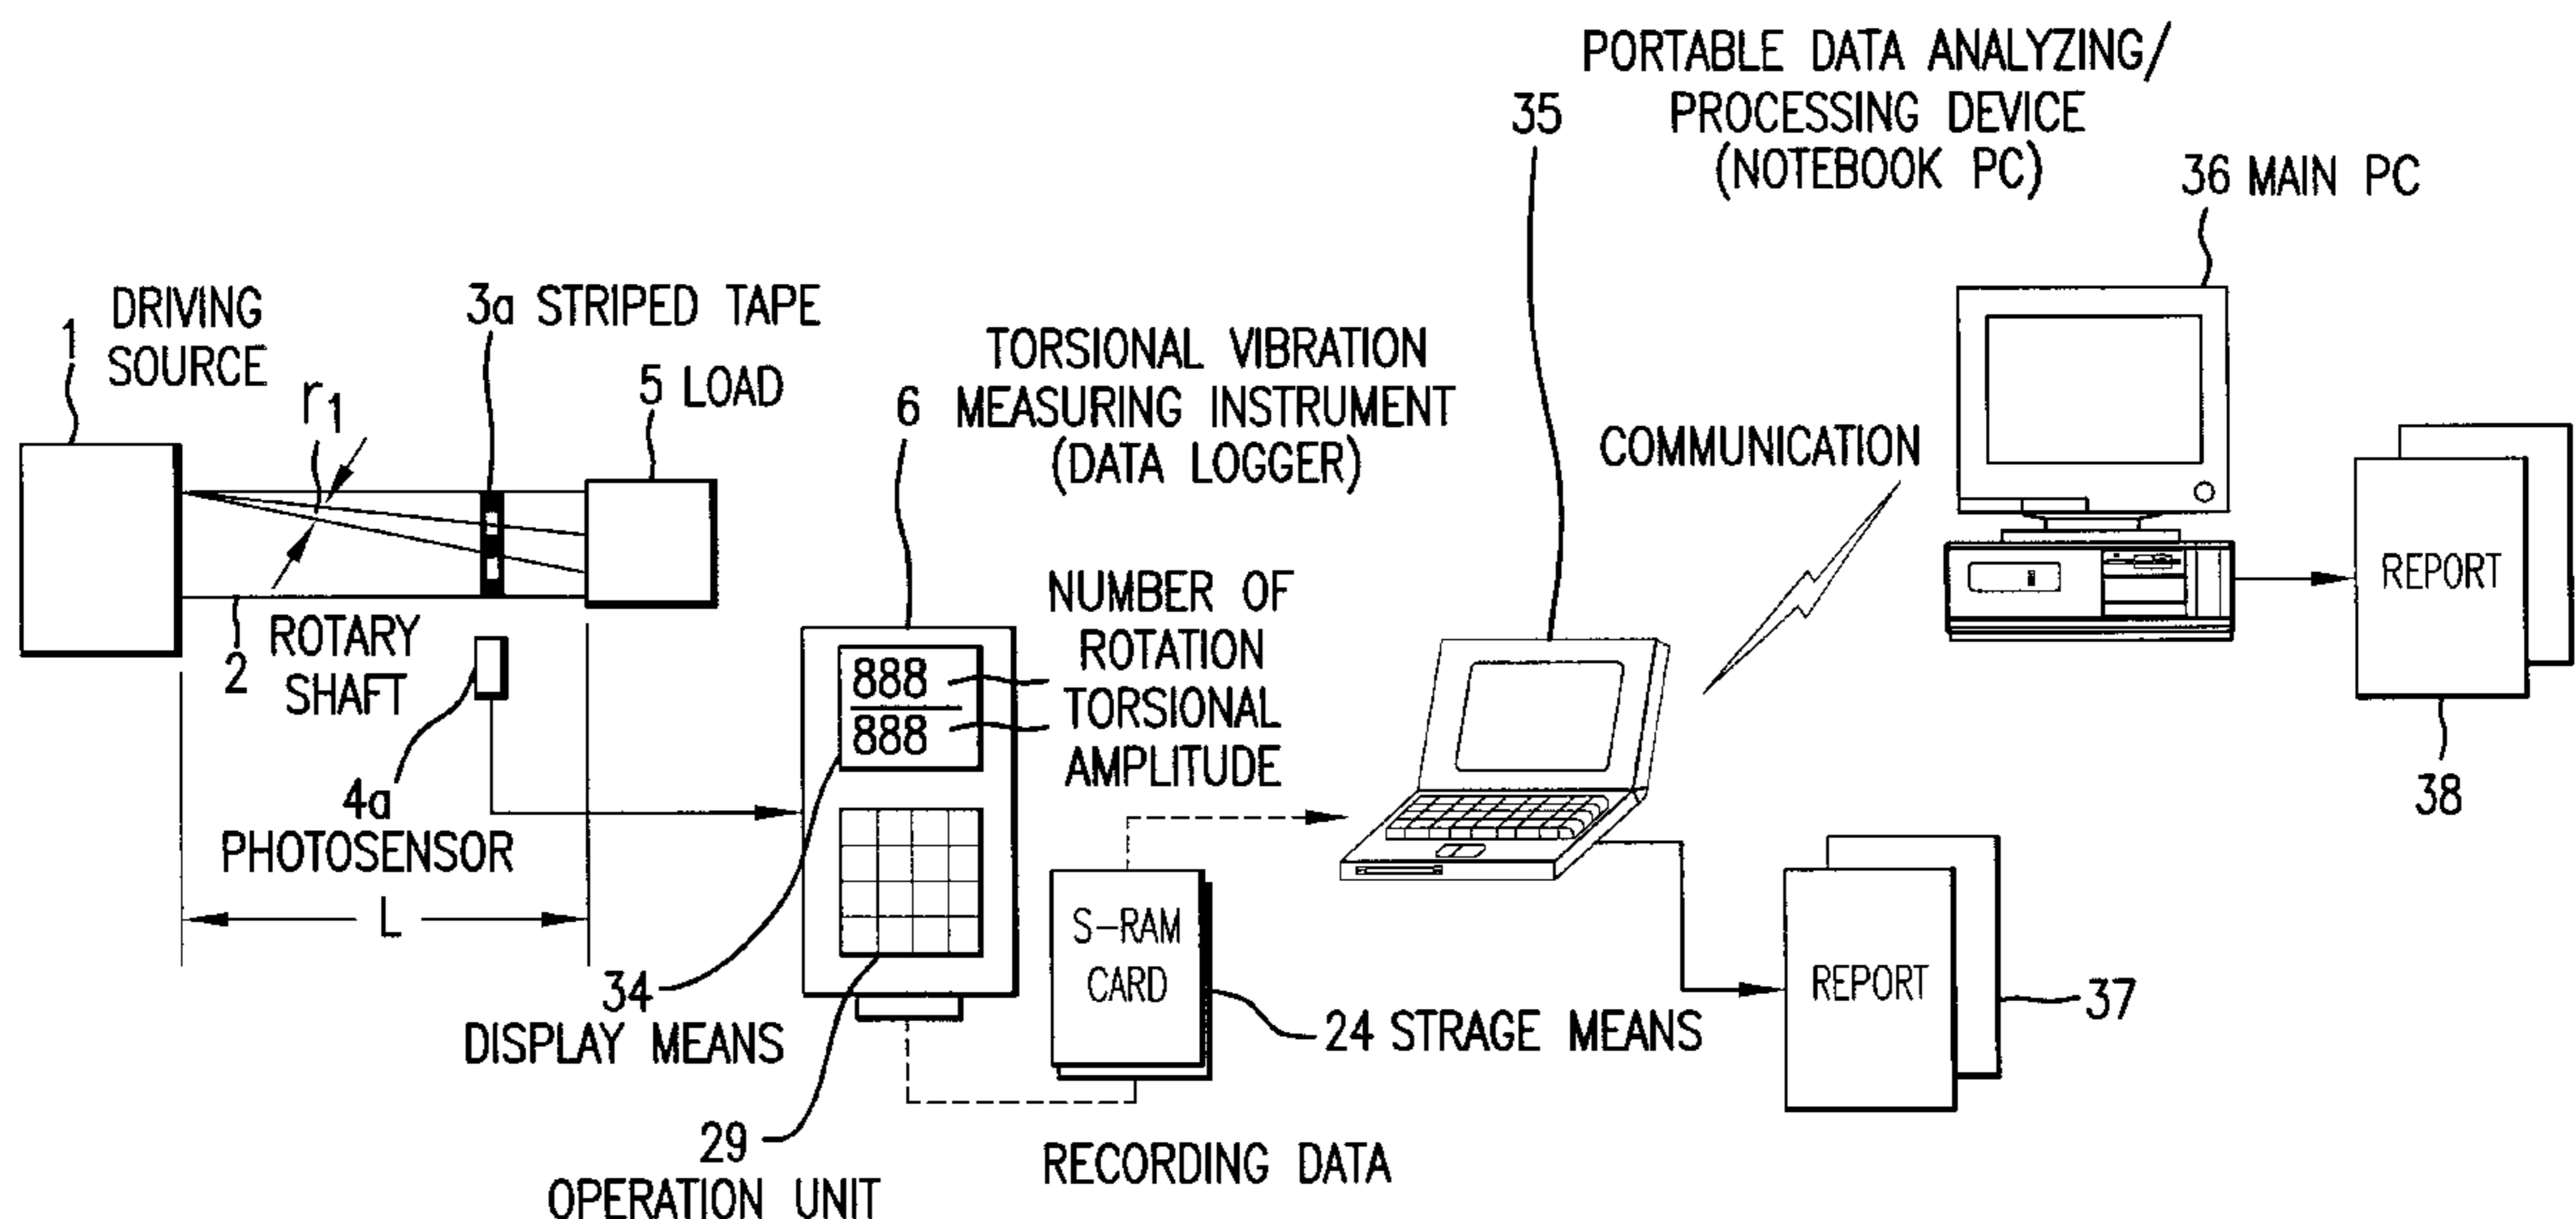 PORTABLE DATA ANALYZING/
PROCESSING DEVICE
(NOTEBOOK PC)
35
36 MAIN PC
1
DRIVING
SOURCE
r1
3a STRIPED TAPE
5 LOAD
2
ROTARY
SHAFT
4a
PHOTOSENSOR
L
TORSIONAL VIBRATION
6 MEASURING INSTRUMENT
(DATA LOGGER)
888
888
NUMBER OF
ROTATION
TORSIONAL
AMPLITUDE
34
DISPLAY MEANS
29
OPERATION UNIT
S-RAM
CARD
24 STRAGE MEANS
RECORDING DATA
COMMUNICATION
REPORT
37
REPORT
38